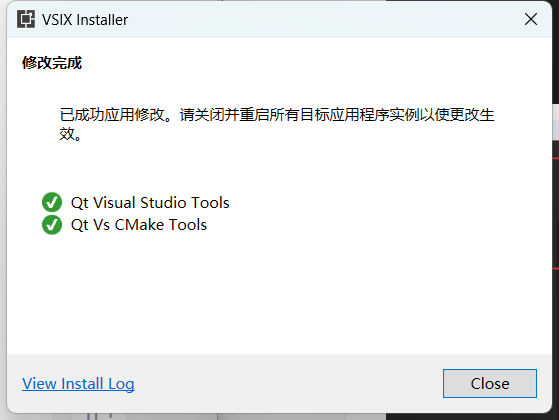 VSIX Installer
修改完成
已成功应用修改。请关闭并重启所有目标应用程序实例以使更改生
效。
Qt Visual Studio Tools
Qt Vs CMake Tools
View Install Log
Close